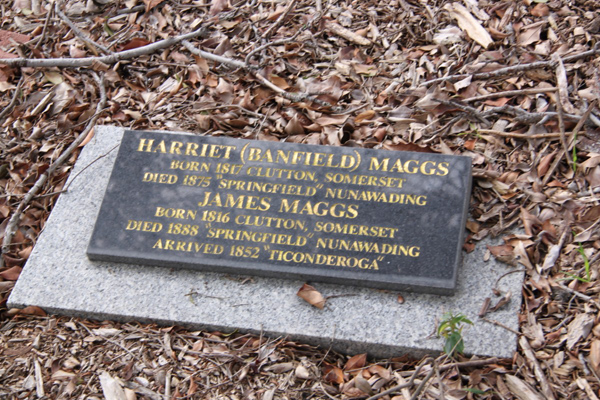 HARRIET (BANFIELD) MAGGS
BORN 1817 CLUTTON, SOMERSET
DIED 1875 "SPRINGFIELD" NUNAWADING
JAMES MAGGS
BORN 1816 CLUTTON, SOMERSET
DIED 1888 "SPRINGFIELD" NUNAWADING
ARRIVED 1852 "TICONDEROGA"